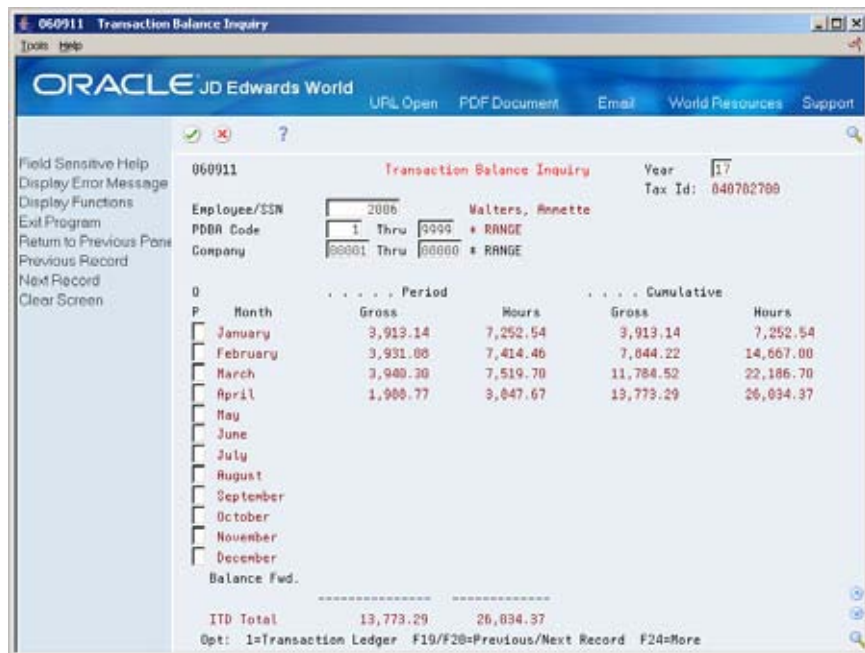 060911 Transaction Balance Inquiry
Tools Help
ORACLE JD Edwards World
URL Open PDF Document Email World Resources Support
?
Field Sensitive Help
Display Error Message
Display Functions
Exit Program
Return to Previous Pane
Previous Record
Next Record
Clear Screen
060911 Transaction Balance Inquiry Year 17
Tax Id:
Employee/SSN 2006 Walters, Annette
PDBA Code 1 Thru 9999 * RANGE
Company 00001 Thru 00000 * RANGE
O . . . . . Period . . . . Cumulative
P Month Gross Hours Gross Hours
January 3,913.14 7,252.54 3,913.14 7,252.54
February 3,931.08 7,414.46 7,844.22 14,667.00
March 3,940.30 7,519.70 11,784.52 22,186.70
April 1,988.77 3,847.67 13,773.29 26,034.37
May
June
July
August
September
October
November
December
Balance Fwd.
--------------- -------------
ITD Total 13,773.29 26,034.37
Opt: 1=Transaction Ledger F19/F20=Previous/Next Record F24=More